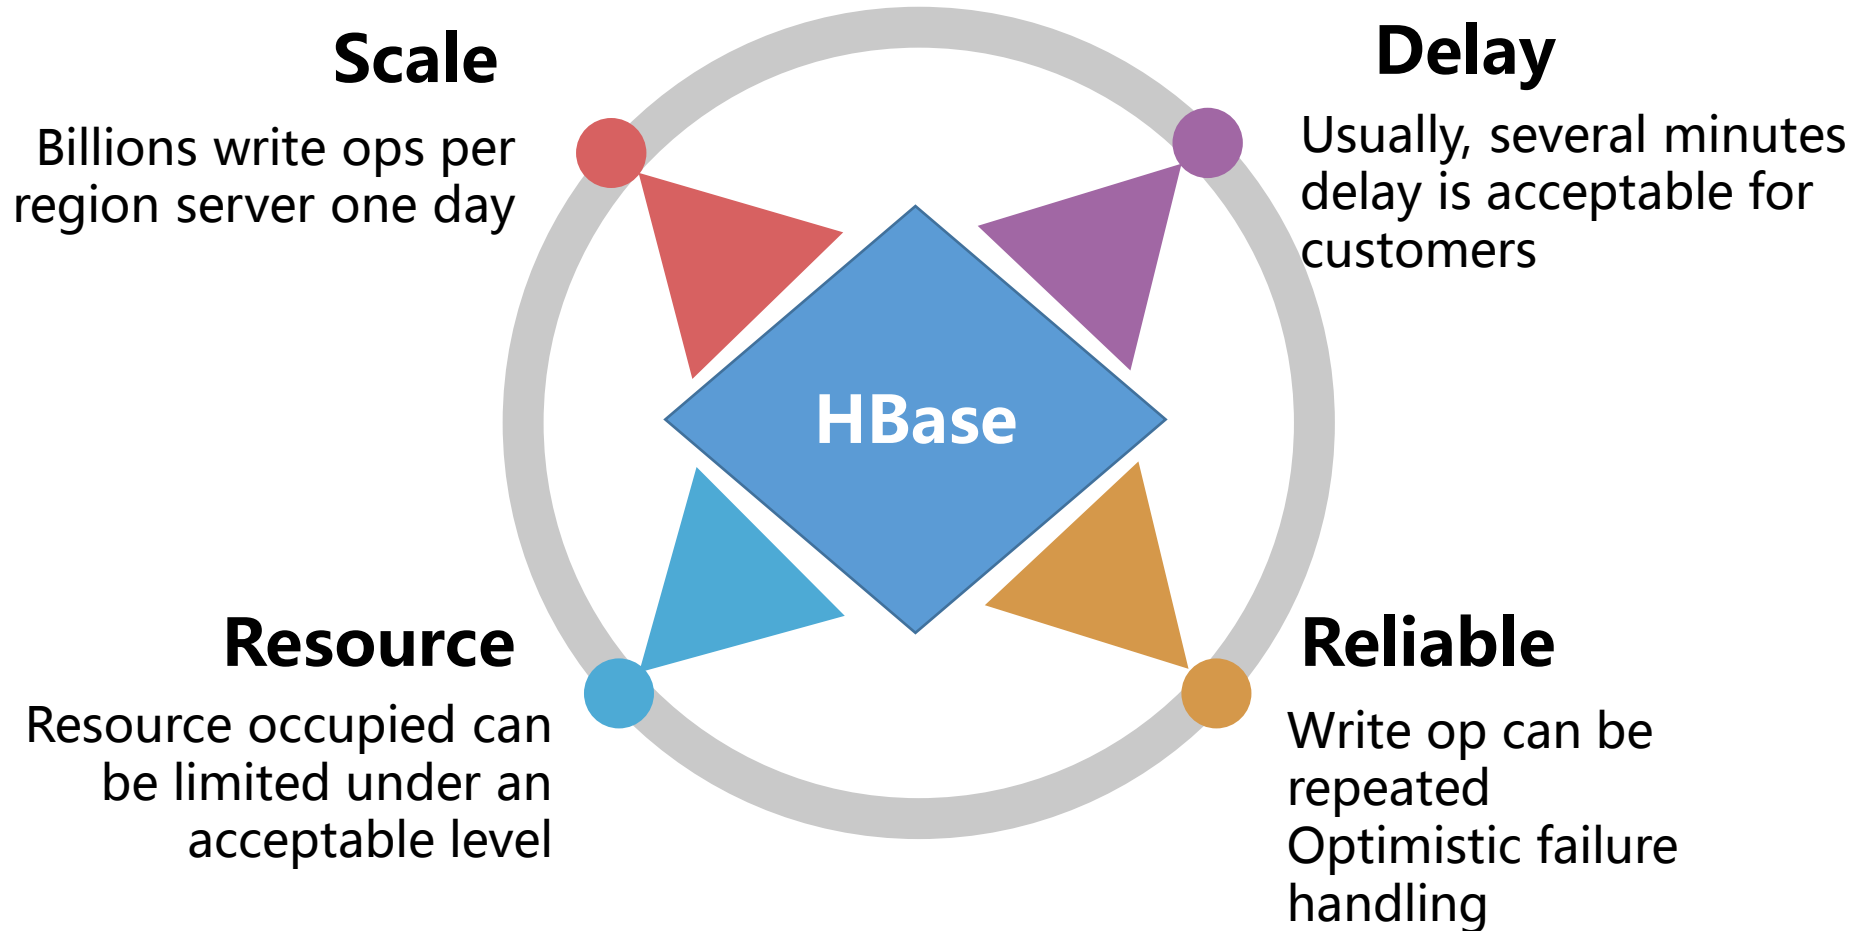 Scale
Billions write ops per
region server one day
Delay
Usually, several minutes
delay is acceptable for
customers
HBase
Resource
Resource occupied can
be limited under an
acceptable level
Reliable
Write op can be
repeated
Optimistic failure
handling